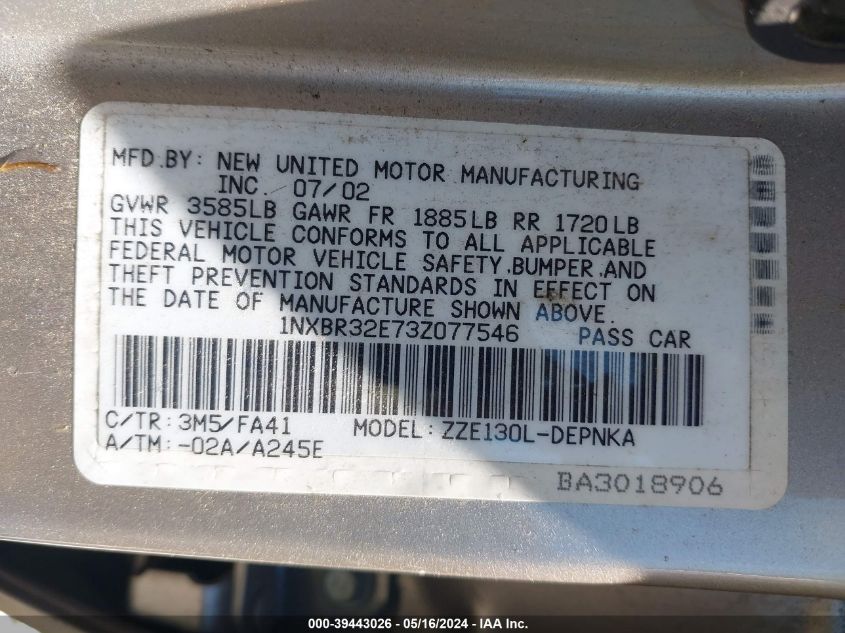 MFD.BY: NEW UNITED MOTOR MANUFACTURING
INC. 07/02
GVWR 3585LB GAWR FR 1885LB RR 1720LB
THIS VEHICLE CONFORMS TO ALL APPLICABLE
FEDERAL MOTOR VEHICLE SAFETY.BUMPER.AND
THEFT PREVENTION STANDARDS IN EFFECT ON
THE DATE OF MANUFACTURE SHOWN ABOVE.
1NXBR32E73Z077546 PASS CAR
C/TR: 3M5/FA41 MODEL: ZZE130L-DEPNKA
A/TM: -02A/A245E
BA3018906
000-39443026 - 05/16/2024 - IAA Inc.